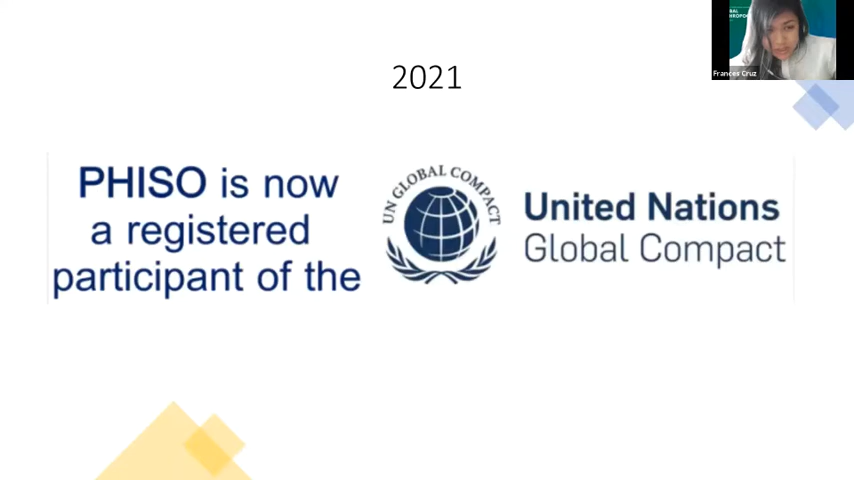 2021
PHISO is now
a registered
participant of the
UN GLOBAL COMPACT
United Nations
Global Compact
Frances Cruz